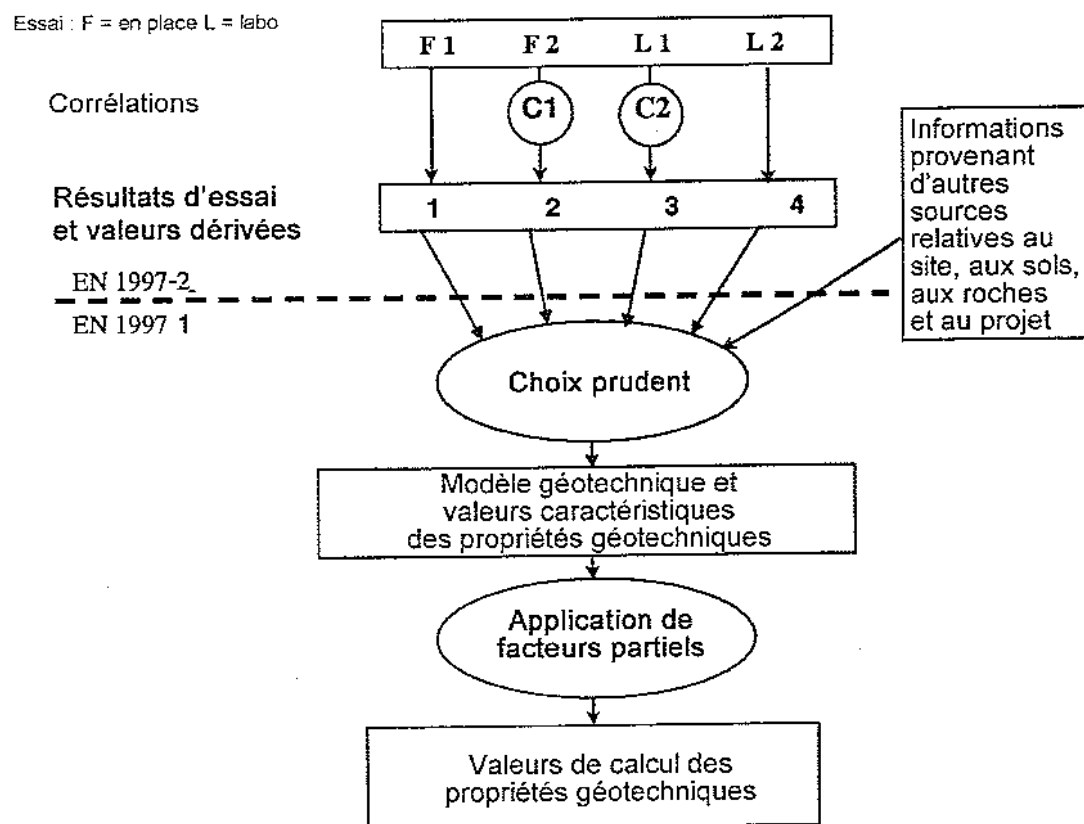 Essai : F = en place L = labo
F 1 F 2 L 1 L 2
Corrélations
C1 C2
Informations
provenant
d'autres
sources
relatives au
site, aux sols,
aux roches
et au projet
Résultats d'essai
et valeurs dérivées
1 2 3 4
EN 1997-2
EN 1997 1
Choix prudent
Modèle géotechnique et
valeurs caractéristiques
des propriétés géotechniques
Application de
facteurs partiels
Valeurs de calcul des
propriétés géotechniques